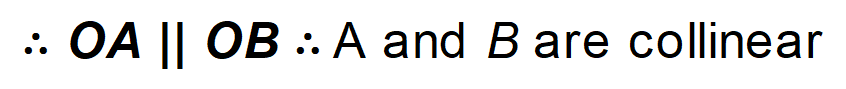 ∴ OA || OB ∴ A and B are collinear